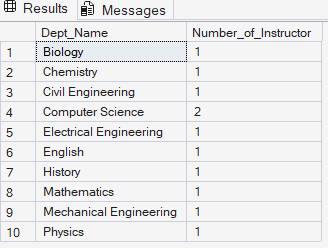 Results Messages
Dept_Name Number_of_Instructor
1 Biology 1
2 Chemistry 1
3 Civil Engineering 1
4 Computer Science 2
5 Electrical Engineering 1
6 English 1
7 History 1
8 Mathematics 1
9 Mechanical Engineering 1
10 Physics 1